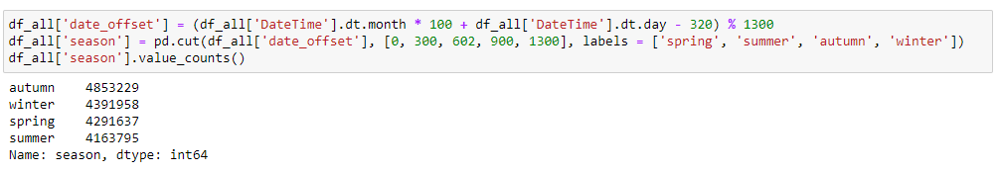 df_all['date_offset'] = (df_all['DateTime'].dt.month * 100 + df_all['DateTime'].dt.day - 320) % 1300
df_all['season'] = pd.cut(df_all['date_offset'], [0, 300, 602, 900, 1300], labels = ['spring', 'summer', 'autumn', 'winter'])
df_all['season'].value_counts()
autumn    4853229
winter    4391958
spring    4291637
summer    4163795
Name: season, dtype: int64